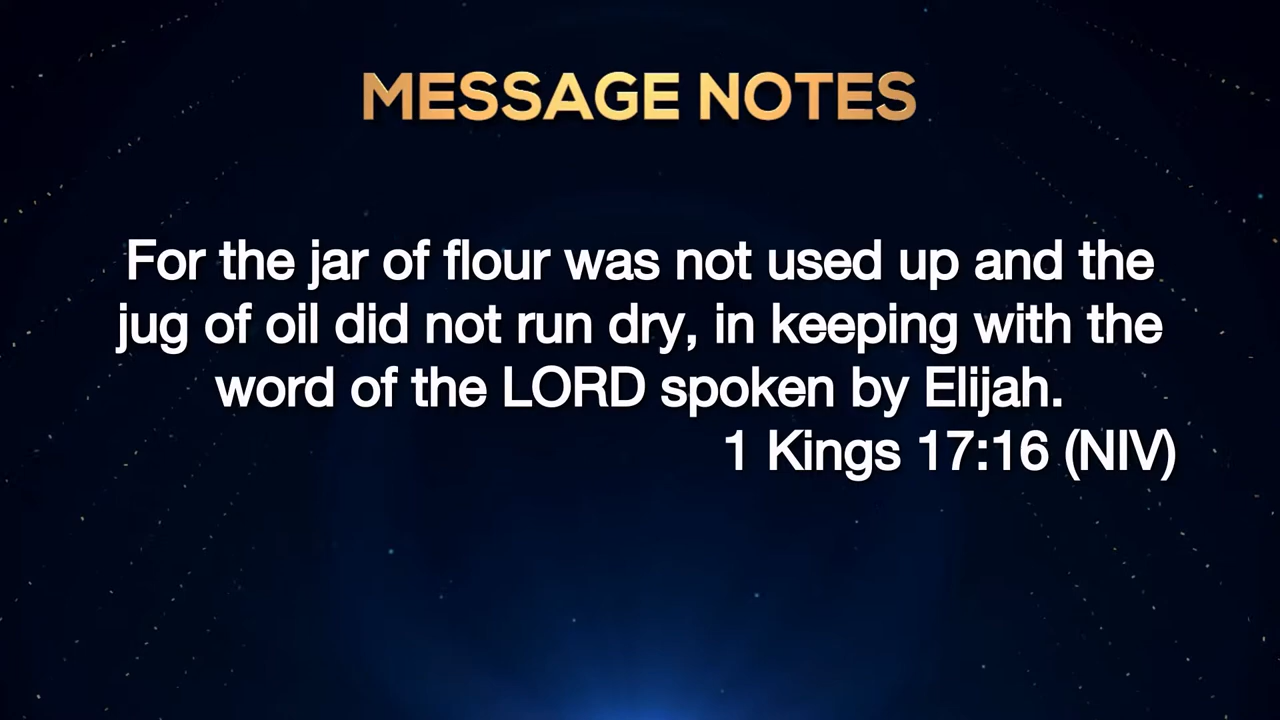 MESSAGE NOTES
For the jar of flour was not used up and the
jug of oil did not run dry, in keeping with the
word of the LORD spoken by Elijah.
1 Kings 17:16 (NIV)